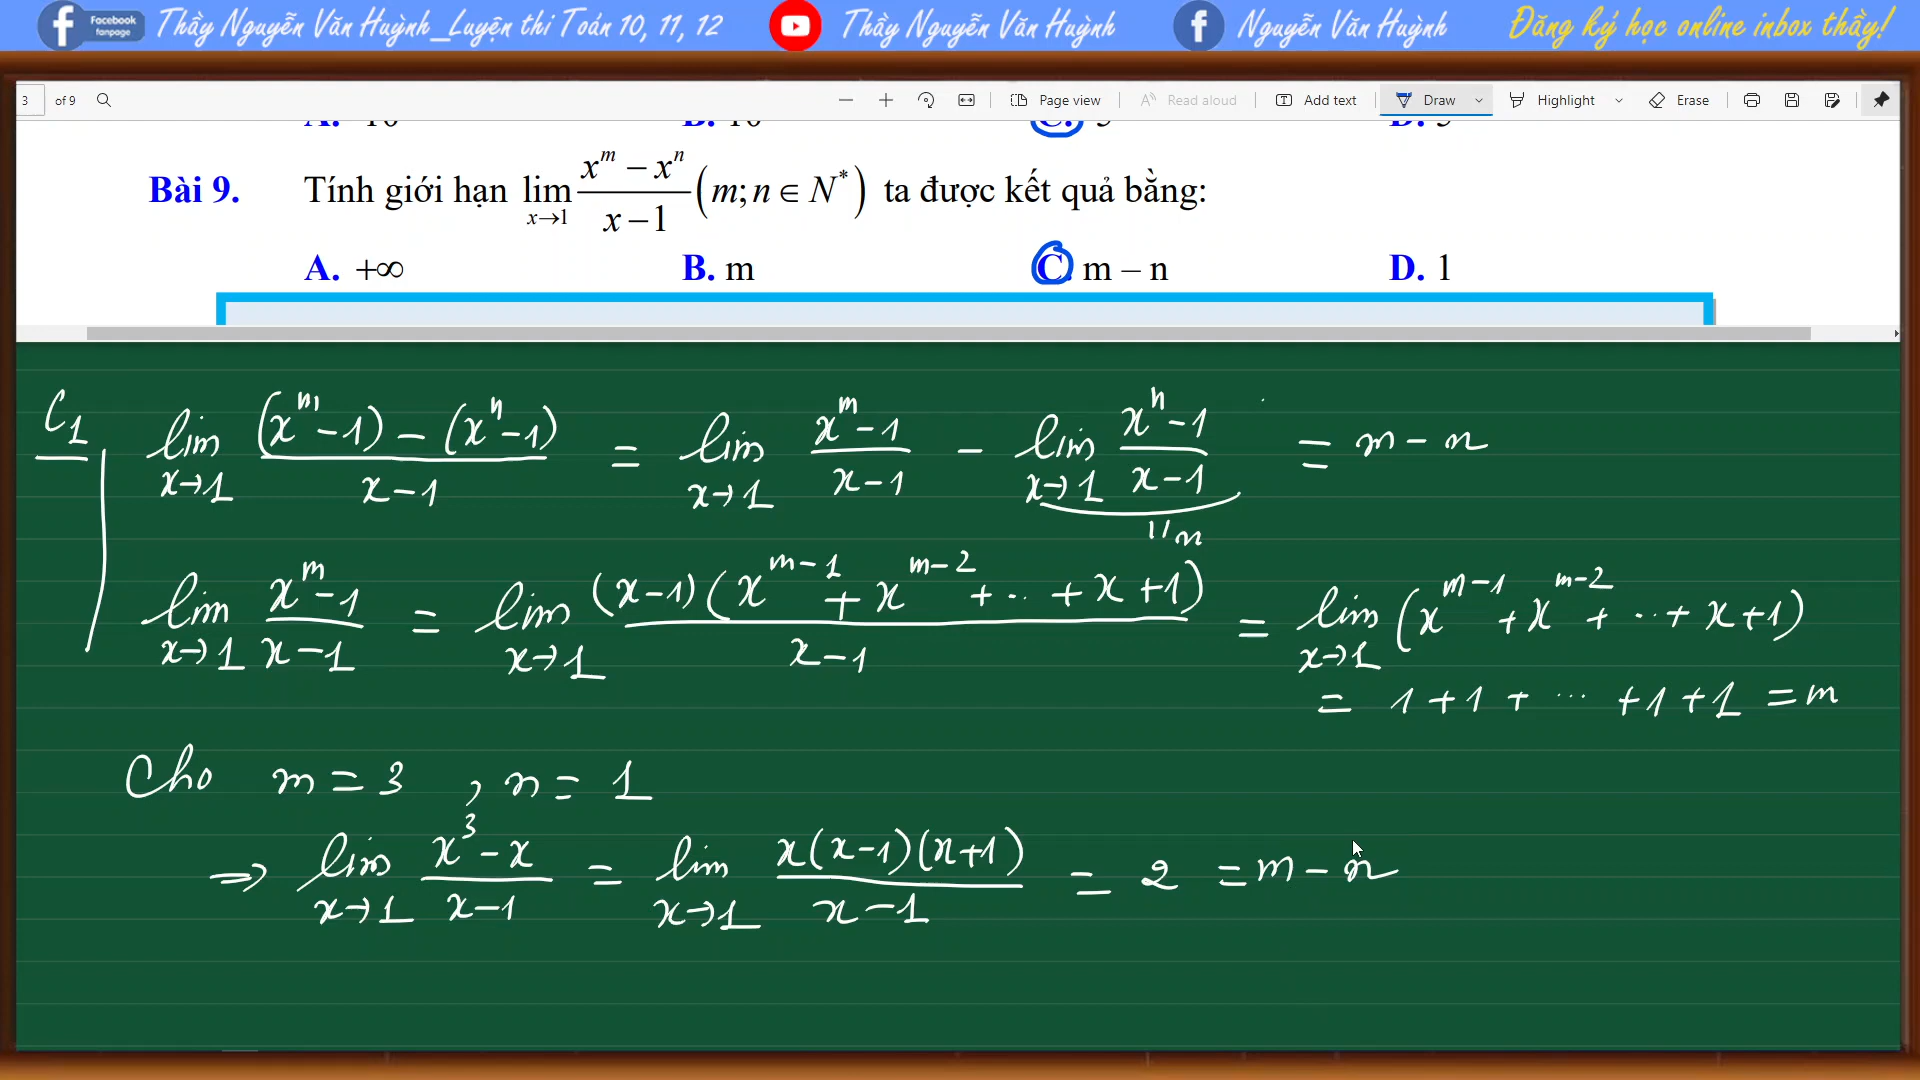 Facebook fanpage Thầy Nguyễn Văn Huỳnh_Luyện thi Toán 10, 11, 12 Thầy Nguyễn Văn Huỳnh Nguyễn Văn Huỳnh Đăng ký học online inbox thầy!
3 of 9 Page view Read aloud Add text Draw Highlight Erase
Bài 9. Tính giới hạn lim_{x→1} (x^m − x^n)/(x − 1) (m; n ∈ N*) ta được kết quả bằng:
A. +∞ B. m C. m – n D. 1
C1 lim_{x→1} ((x^m − 1) − (x^n − 1))/(x − 1) = lim_{x→1} (x^m − 1)/(x − 1) − lim_{x→1} (x^n − 1)/(x − 1) = m − n
'' n
lim_{x→1} (x^m − 1)/(x − 1) = lim_{x→1} ((x − 1)(x^{m−1} + x^{m−2} + .. + x + 1))/(x − 1) = lim_{x→1} (x^{m−1} + x^{m−2} + .. + x + 1)
= 1 + 1 + ... + 1 + 1 = m
Cho m = 3 , n = 1
⇒ lim_{x→1} (x^3 − x)/(x − 1) = lim_{x→1} (x(x − 1)(x + 1))/(x − 1) = 2 = m − n